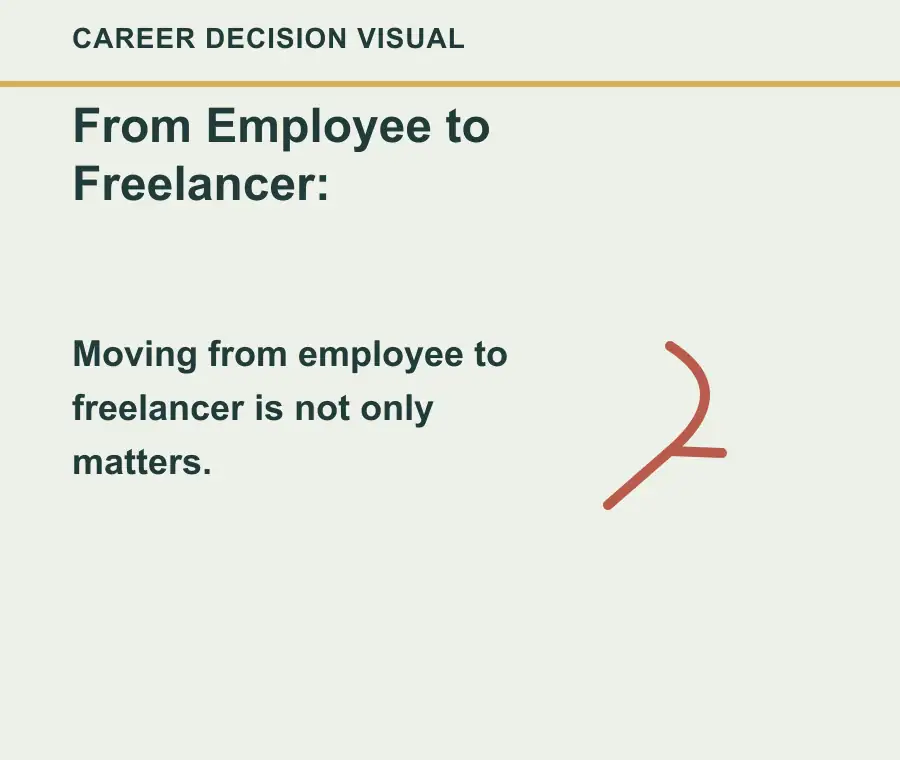 CAREER DECISION VISUAL
From Employee to
Freelancer:
Moving from employee to
freelancer is not only
matters.